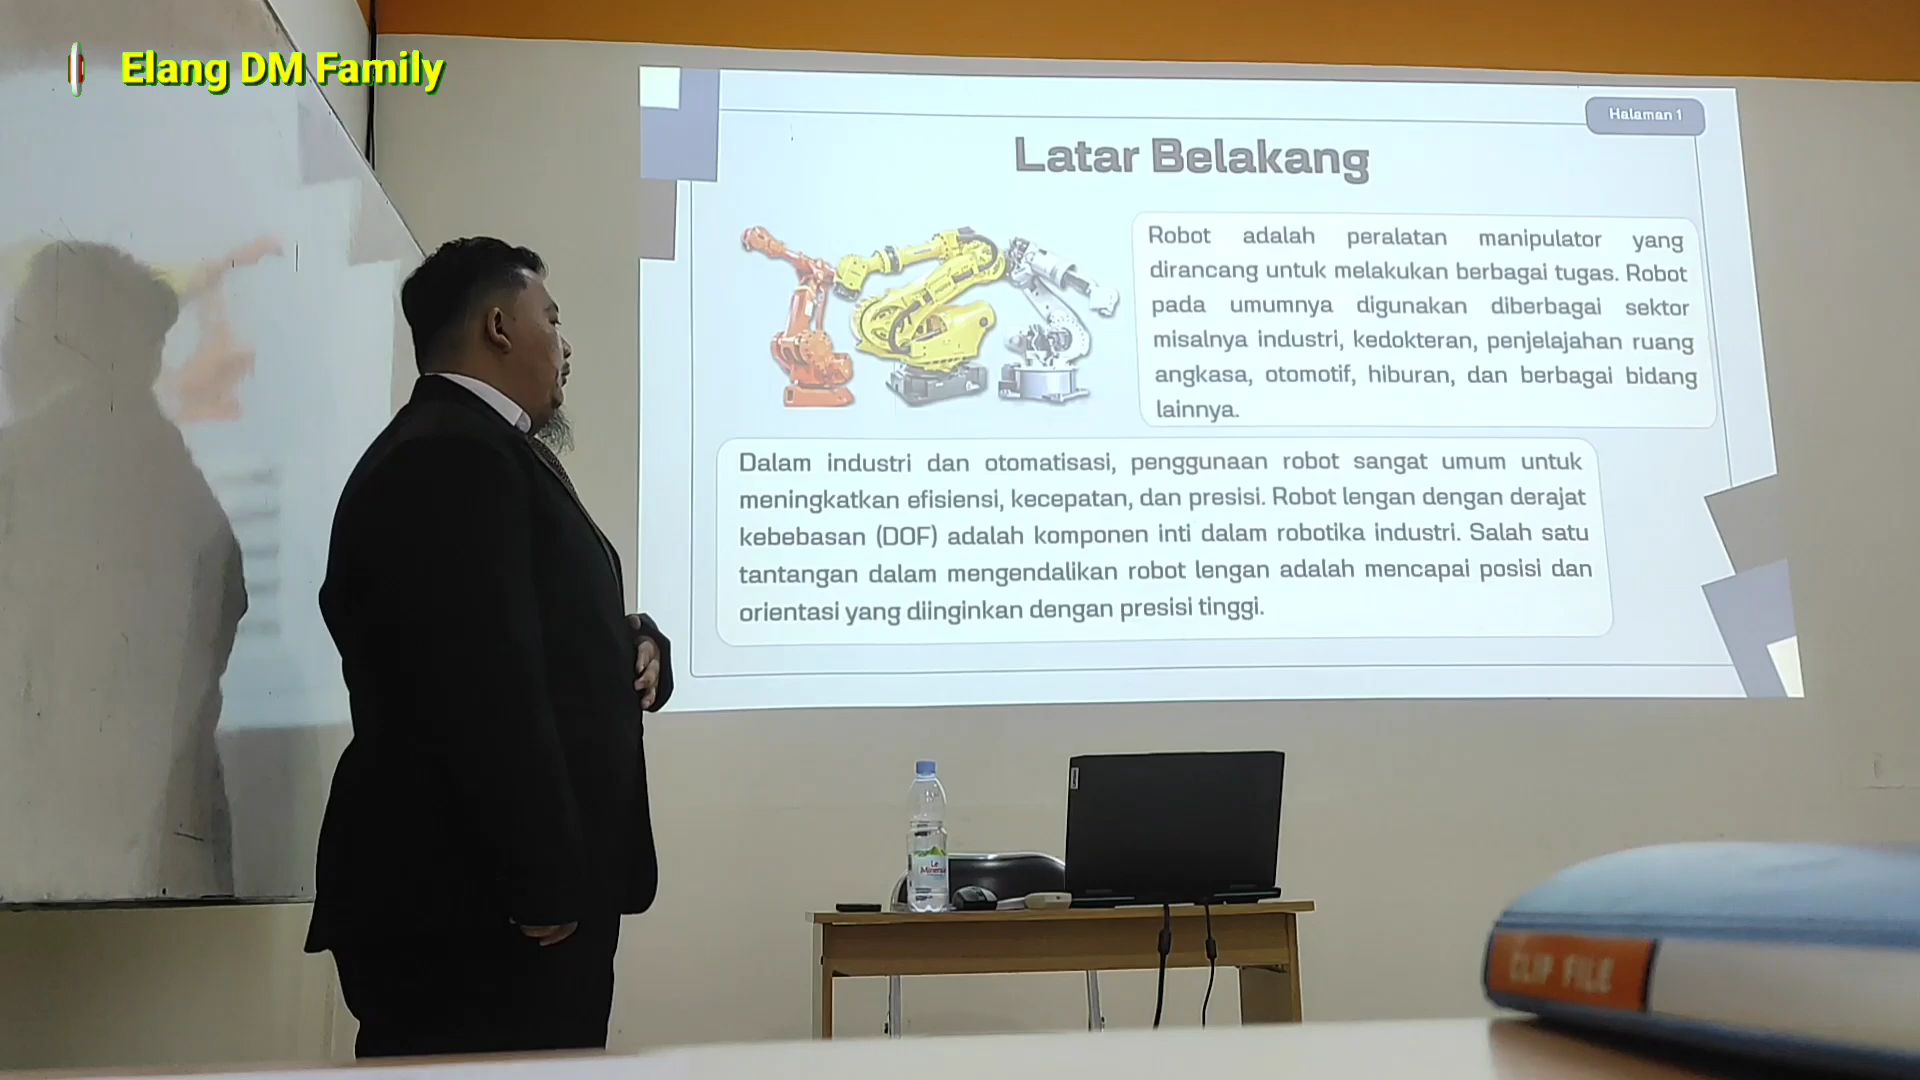 Elang DM Family
Halaman 1
Latar Belakang
Robot adalah peralatan manipulator yang
dirancang untuk melakukan berbagai tugas. Robot
pada umumnya digunakan diberbagai sektor
misalnya industri, kedokteran, penjelajahan ruang
angkasa, otomotif, hiburan, dan berbagai bidang
lainnya.
Dalam industri dan otomatisasi, penggunaan robot sangat umum untuk
meningkatkan efisiensi, kecepatan, dan presisi. Robot lengan dengan derajat
kebebasan (DOF) adalah komponen inti dalam robotika industri. Salah satu
tantangan dalam mengendalikan robot lengan adalah mencapai posisi dan
orientasi yang diinginkan dengan presisi tinggi.
Le
Minerale
CLIP FILE